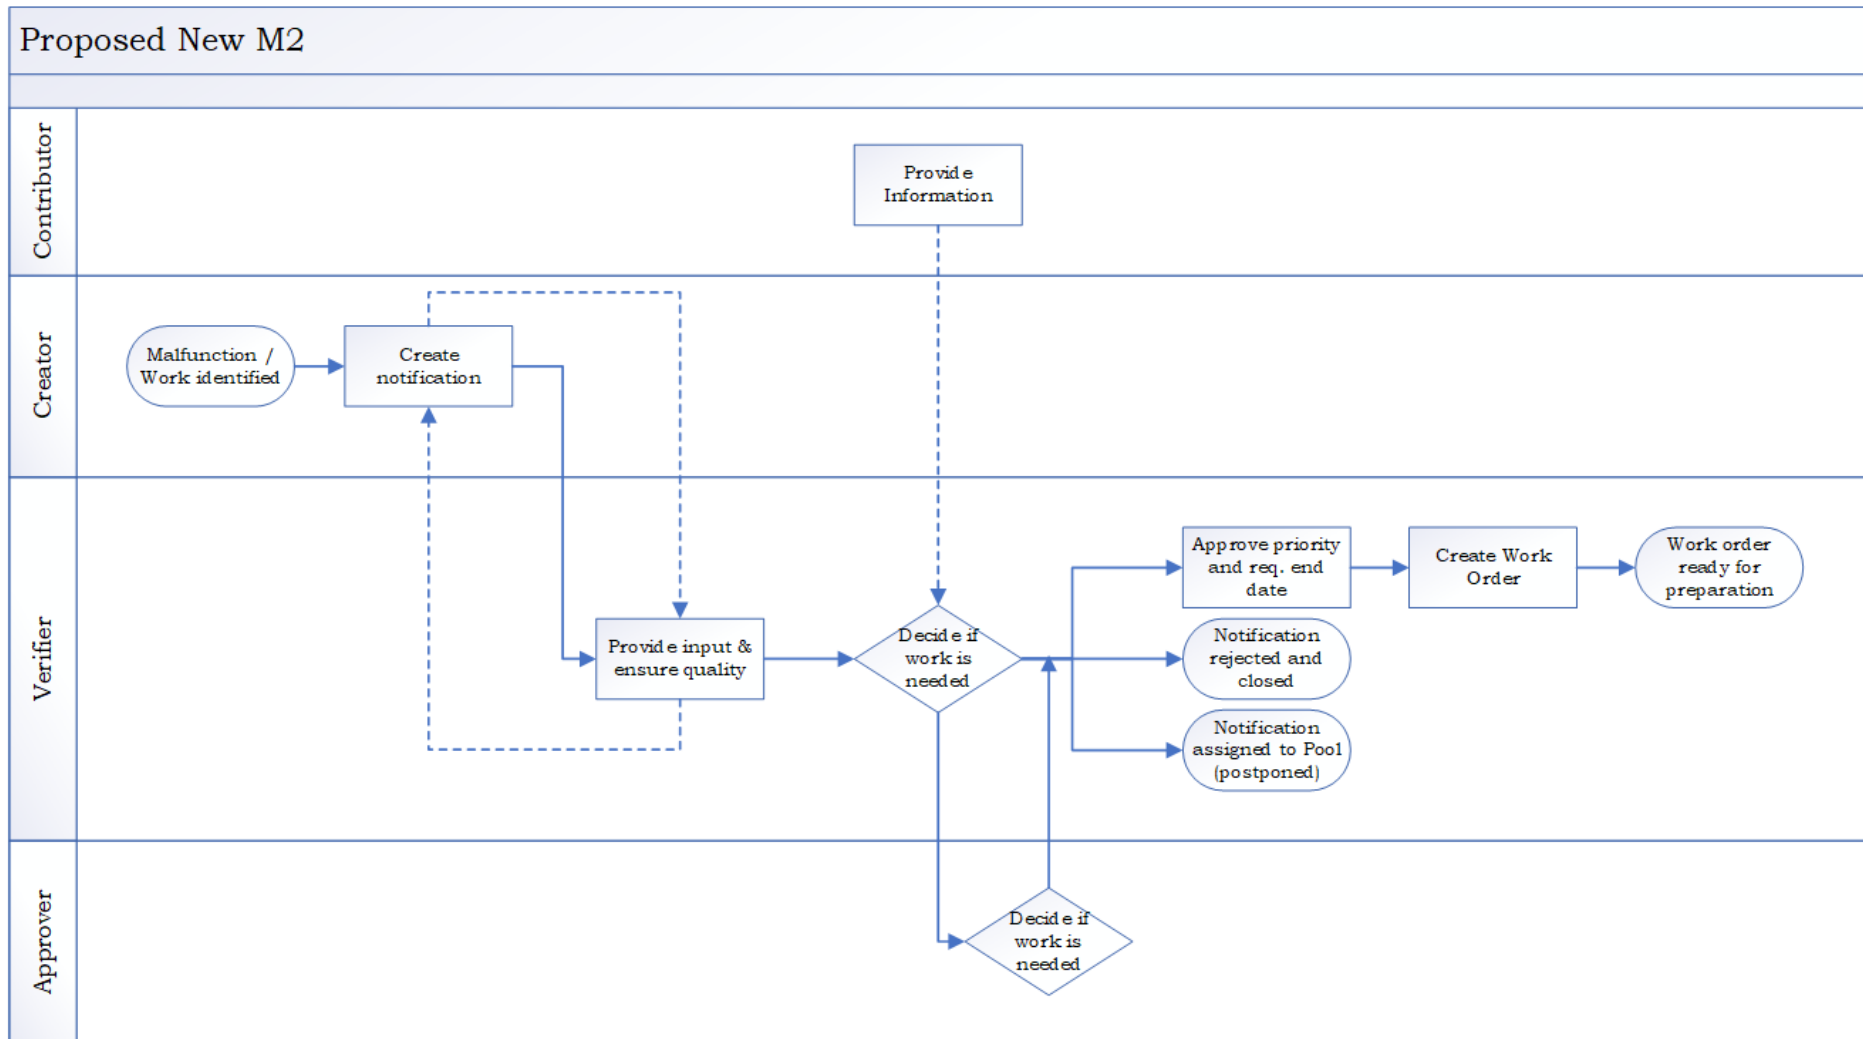 Proposed New M2
Contributor
Provide
Information
Creator
Malfunction /
Work identified
Create
notification
Verifier
Provide input &
ensure quality
Decide if
work is
needed
Approve priority
and req. end
date
Create Work
Order
Work order
ready for
preparation
Notification
rejected and
closed
Notification
assigned to Pool
(postponed)
Approver
Decide if
work is
needed